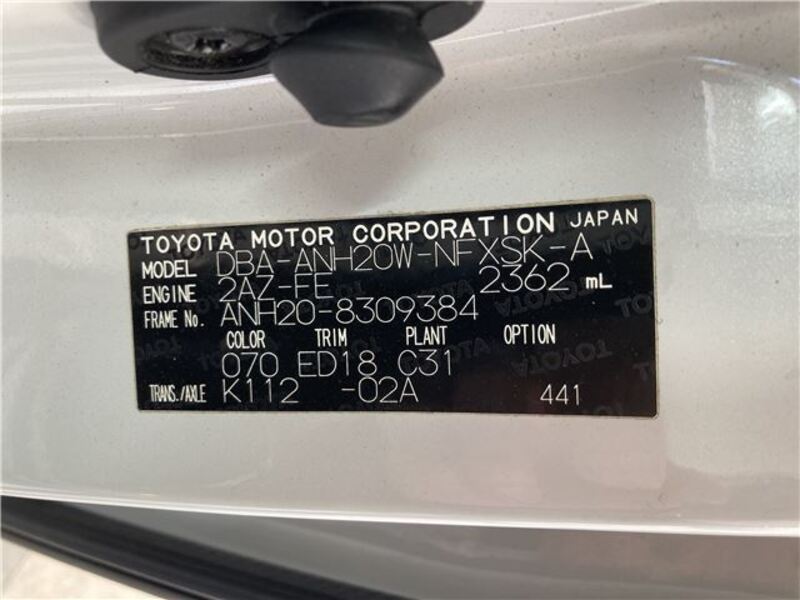 TOYOTA MOTOR CORPORATION JAPAN
MODEL DBA-ANH20W-NFXSK-A
ENGINE 2AZ-FE 2362 mL
FRAME No. ANH20-8309384
COLOR TRIM PLANT OPTION
070 ED18 C31
TRANS./AXLE K112 -02A 441